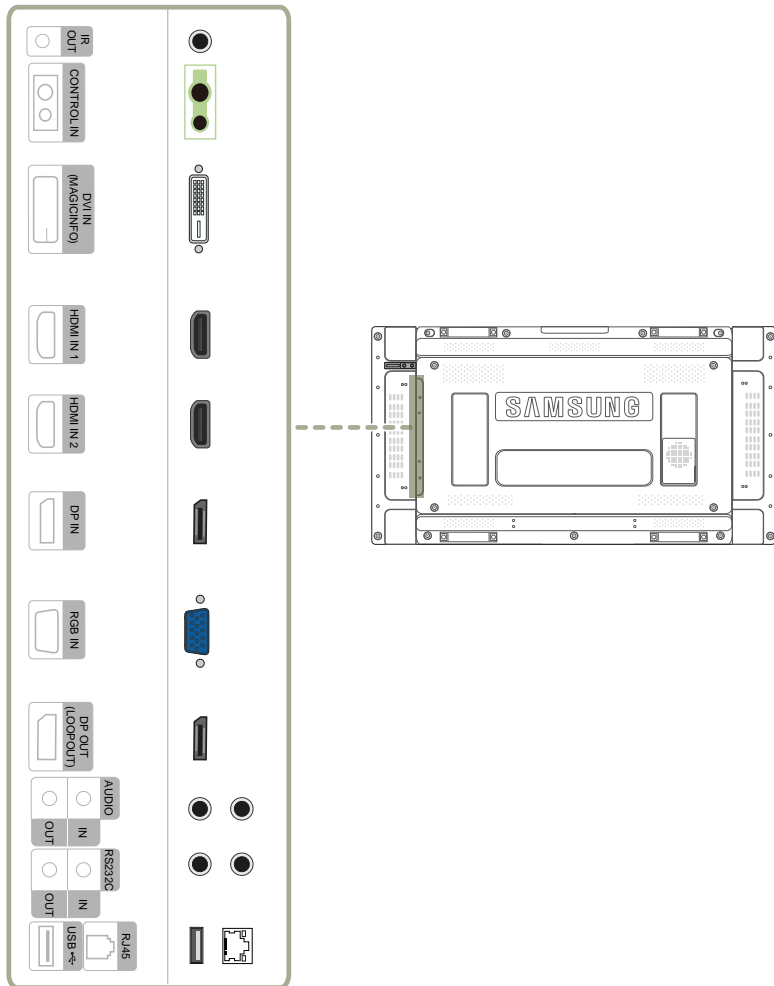 IR
OUT
CONTROL IN
DVI IN
(MAGICINFO)
HDMI IN 1
HDMI IN 2
DP IN
RGB IN
DP OUT
(LOOPOUT)
AUDIO
IN
OUT
RS232C
IN
OUT
RJ45
USB
SAMSUNG